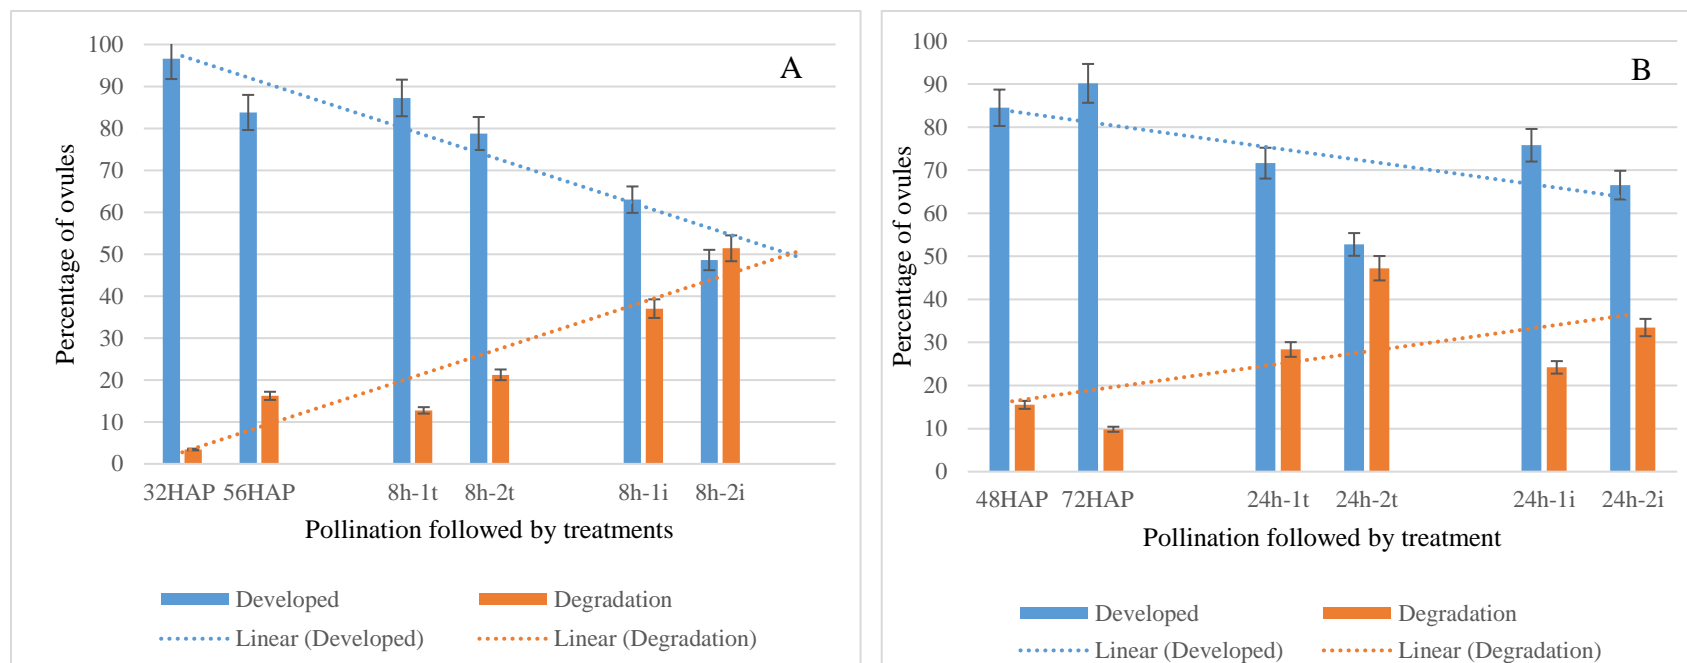 A
Percentage of ovules
100
90
80
70
60
50
40
30
20
10
0
32HAP 56HAP 8h-1t 8h-2t 8h-1i 8h-2i
Pollination followed by treatments
Developed Degradation
Linear (Developed) Linear (Degradation)
B
Percentage of ovules
100
90
80
70
60
50
40
30
20
10
0
48HAP 72HAP 24h-1t 24h-2t 24h-1i 24h-2i
Pollination followed by treatment
Developed Degradation
Linear (Developed) Linear (Degradation)